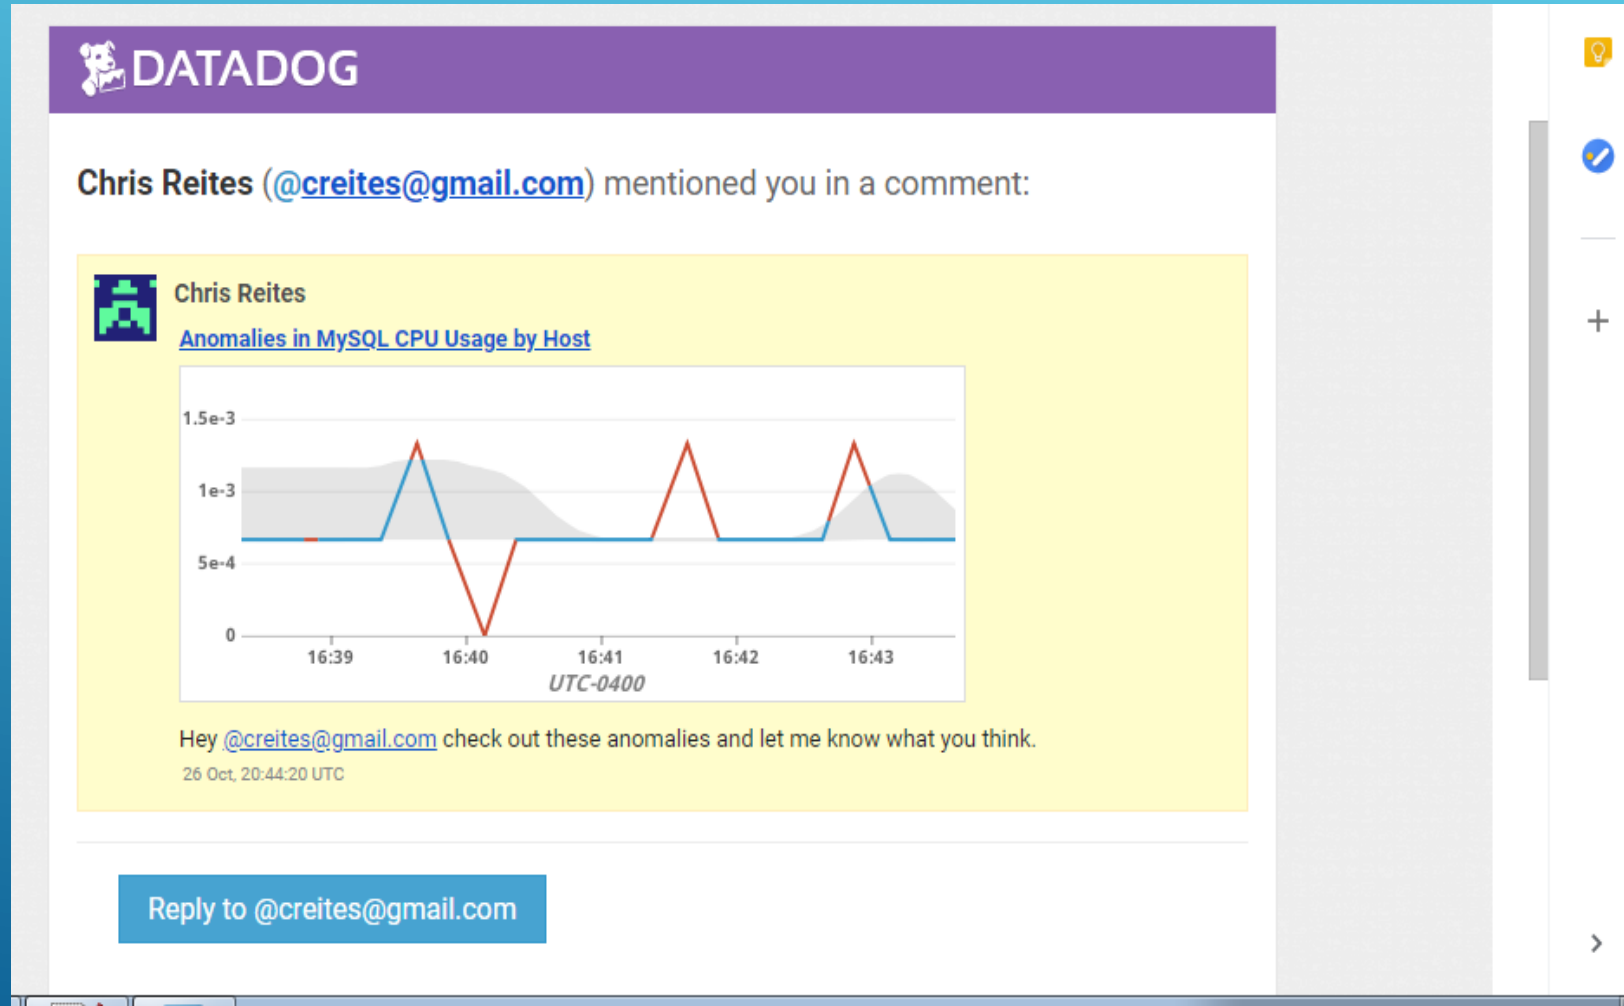 DATADOG
Chris Reites (@creites@gmail.com) mentioned you in a comment:
Chris Reites
Anomalies in MySQL CPU Usage by Host
1.5e-3
1e-3
5e-4
0
16:39 16:40 16:41 16:42 16:43
UTC-0400
Hey @creites@gmail.com check out these anomalies and let me know what you think.
26 Oct, 20:44:20 UTC
Reply to @creites@gmail.com